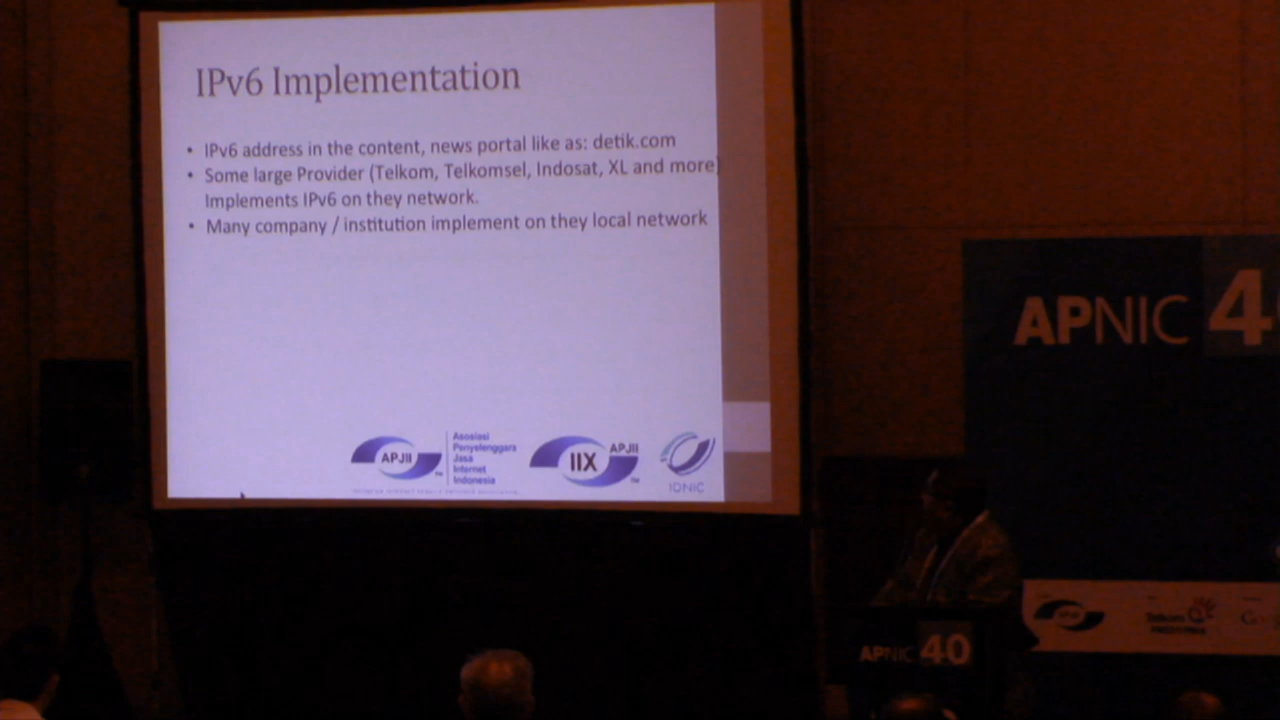 IPv6 Implementation
• IPv6 address in the content, news portal like as: detik.com
• Some large Provider (Telkom, Telkomsel, Indosat, XL and more)
Implements IPv6 on they network.
• Many company / institution implement on they local network
APJII
Asosiasi
Penyelenggara
Jasa
Internet
Indonesia
IIX
APJII
IDNIC
APNIC 4
APNIC 40
Telkom